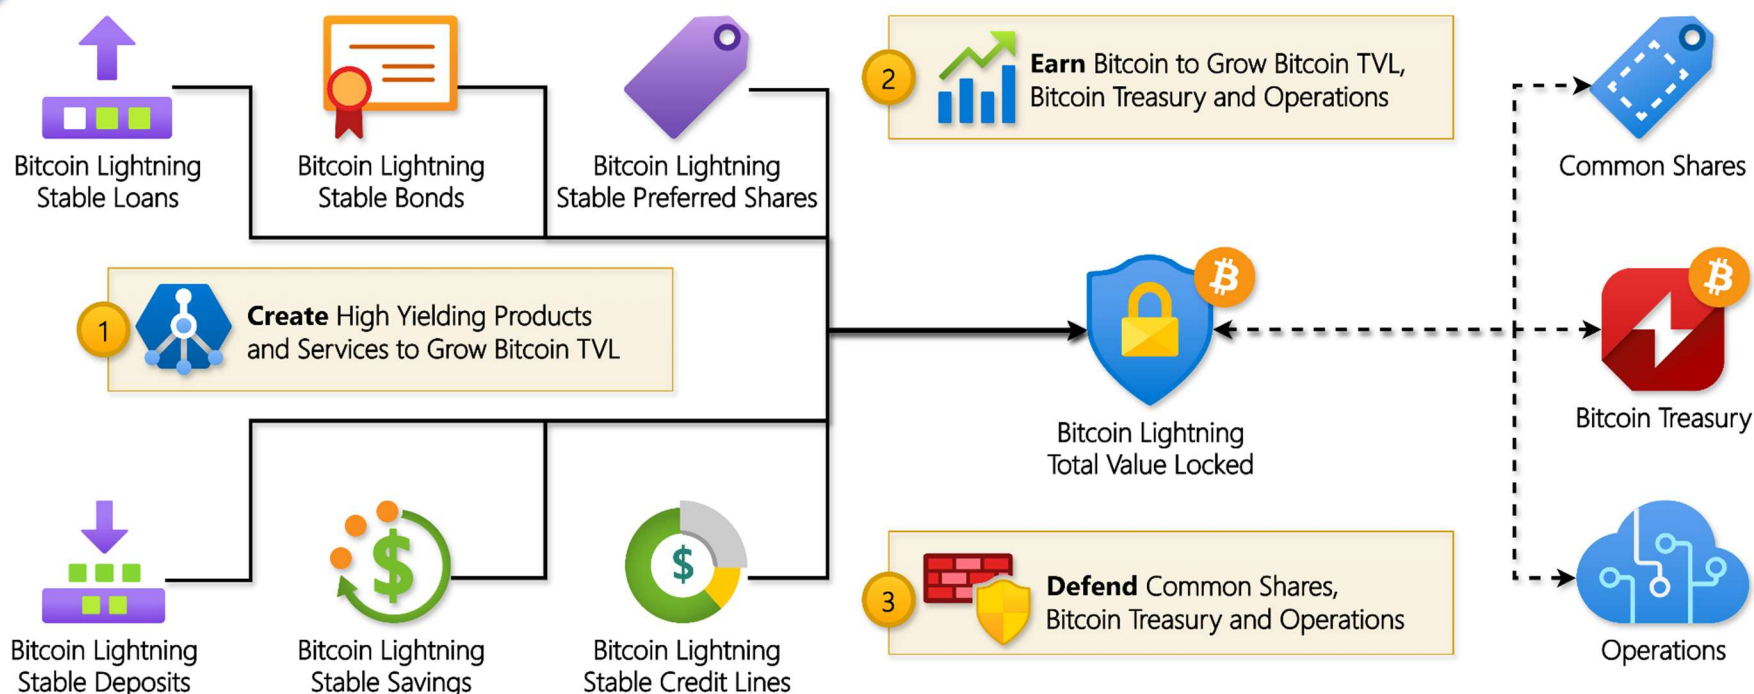 Bitcoin Lightning
Stable Loans
Bitcoin Lightning
Stable Bonds
Bitcoin Lightning
Stable Preferred Shares
2
Earn Bitcoin to Grow Bitcoin TVL,
Bitcoin Treasury and Operations
Common Shares
1
Create High Yielding Products
and Services to Grow Bitcoin TVL
Bitcoin Lightning
Total Value Locked
Bitcoin Treasury
3
Defend Common Shares,
Bitcoin Treasury and Operations
Bitcoin Lightning
Stable Deposits
$
Bitcoin Lightning
Stable Savings
$
Bitcoin Lightning
Stable Credit Lines
Operations